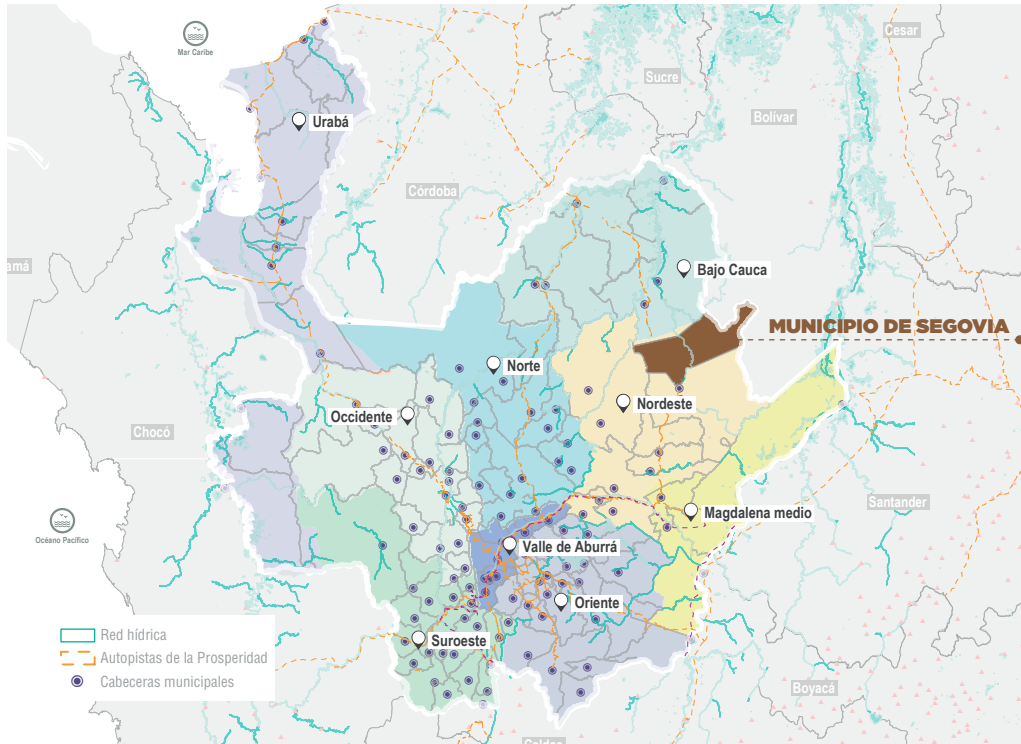 Mar Caribe
Cesar
Sucre
Bolívar
Urabá
Córdoba
amá
Bajo Cauca
MUNICIPIO DE SEGOVIA
Norte
Nordeste
Occidente
Chocó
Santander
Magdalena medio
Océano Pacífico
Valle de Aburrá
Oriente
Suroeste
Red hídrica
Autopistas de la Prosperidad
Cabeceras municipales
Boyacá